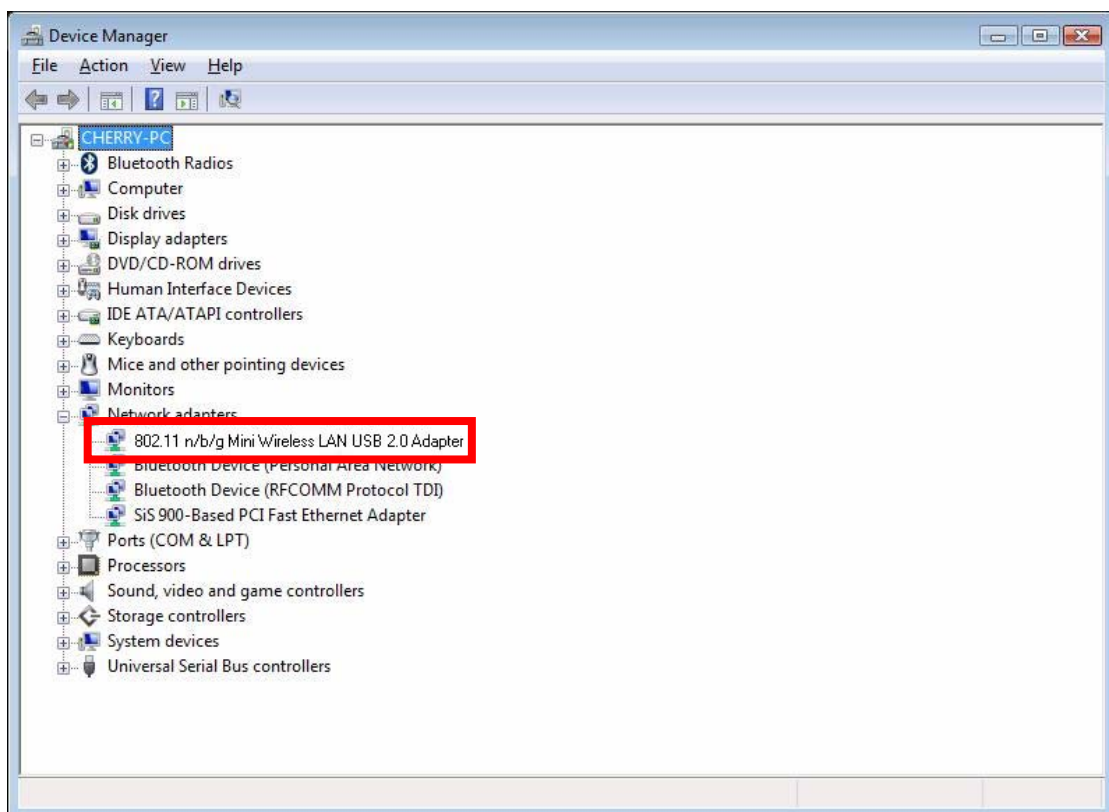 Device Manager
File Action View Help
CHERRY-PC
Bluetooth Radios
Computer
Disk drives
Display adapters
DVD/CD-ROM drives
Human Interface Devices
IDE ATA/ATAPI controllers
Keyboards
Mice and other pointing devices
Monitors
Network adapters
802.11 n/b/g Mini Wireless LAN USB 2.0 Adapter
Bluetooth Device (Personal Area Network)
Bluetooth Device (RFCOMM Protocol TDI)
SiS 900-Based PCI Fast Ethernet Adapter
Ports (COM & LPT)
Processors
Sound, video and game controllers
Storage controllers
System devices
Universal Serial Bus controllers